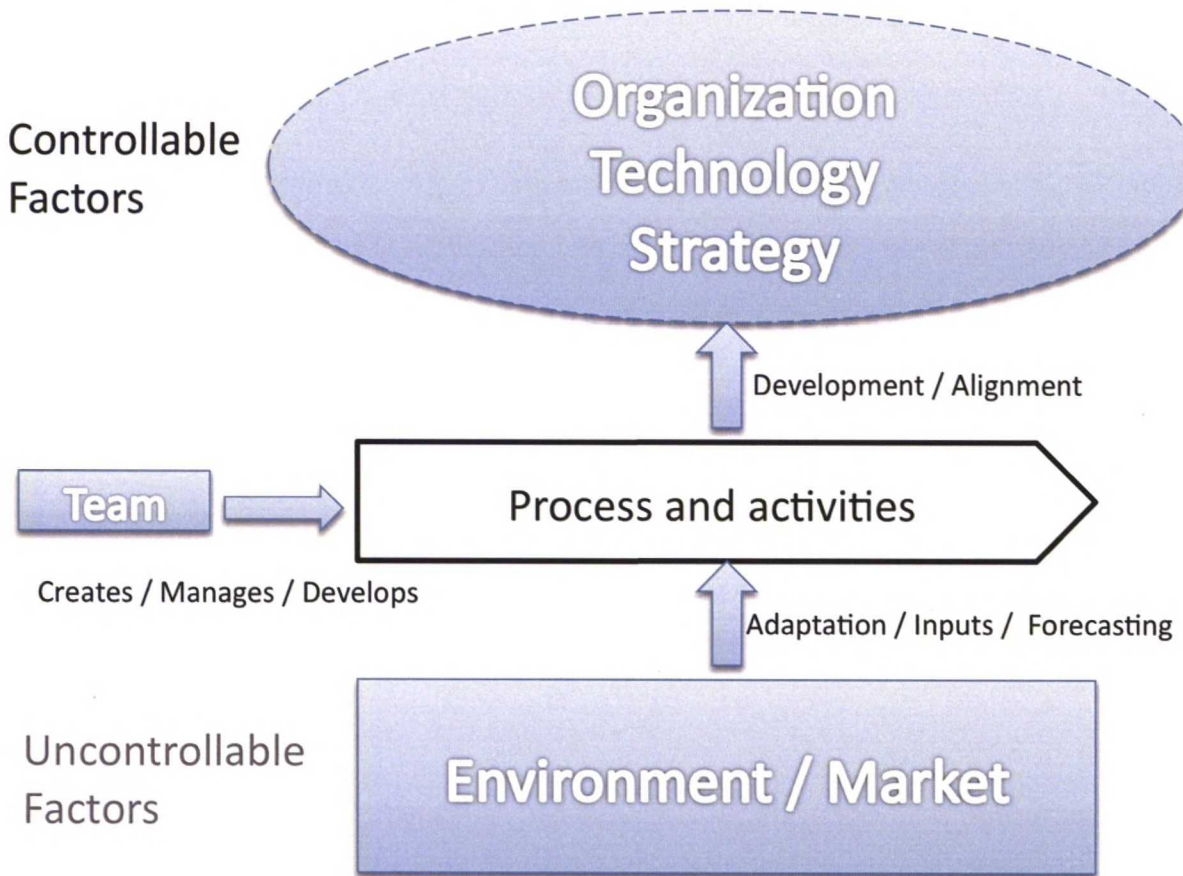 Organization
Technology
Strategy
Controllable
Factors
Development / Alignment
Team
Process and activities
Creates / Manages / Develops
Adaptation / Inputs / Forecasting
Uncontrollable
Factors
Environment / Market